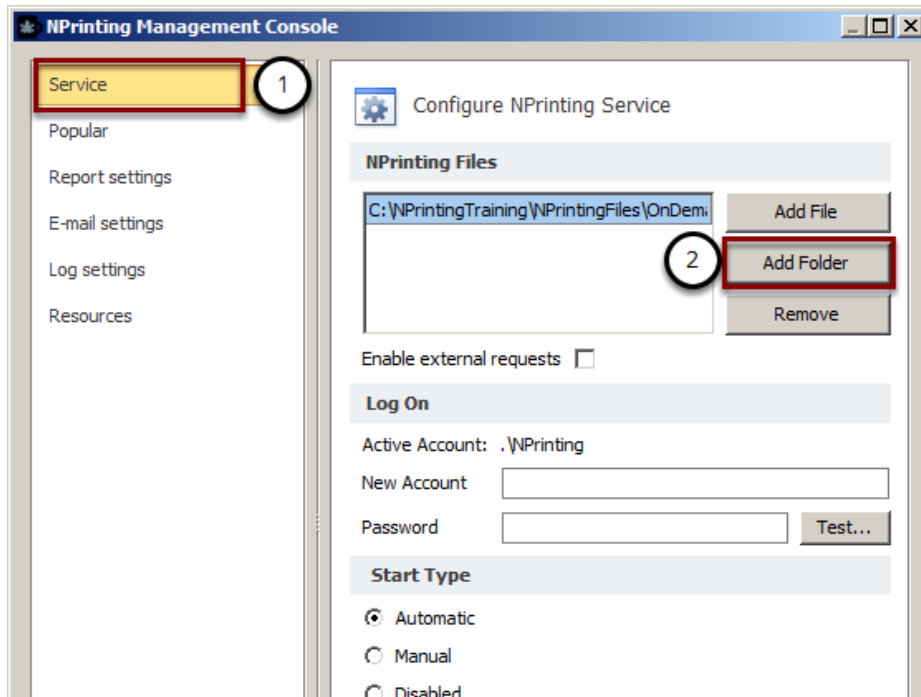 NPrinting Management Console
Service
1
Popular
Report settings
E-mail settings
Log settings
Resources
Configure NPrinting Service
NPrinting Files
C:\NPrintingTraining\NPrintingFiles\OnDema
Add File
2
Add Folder
Remove
Enable external requests
Log On
Active Account: .\NPrinting
New Account
Password
Test...
Start Type
Automatic
Manual
Disabled